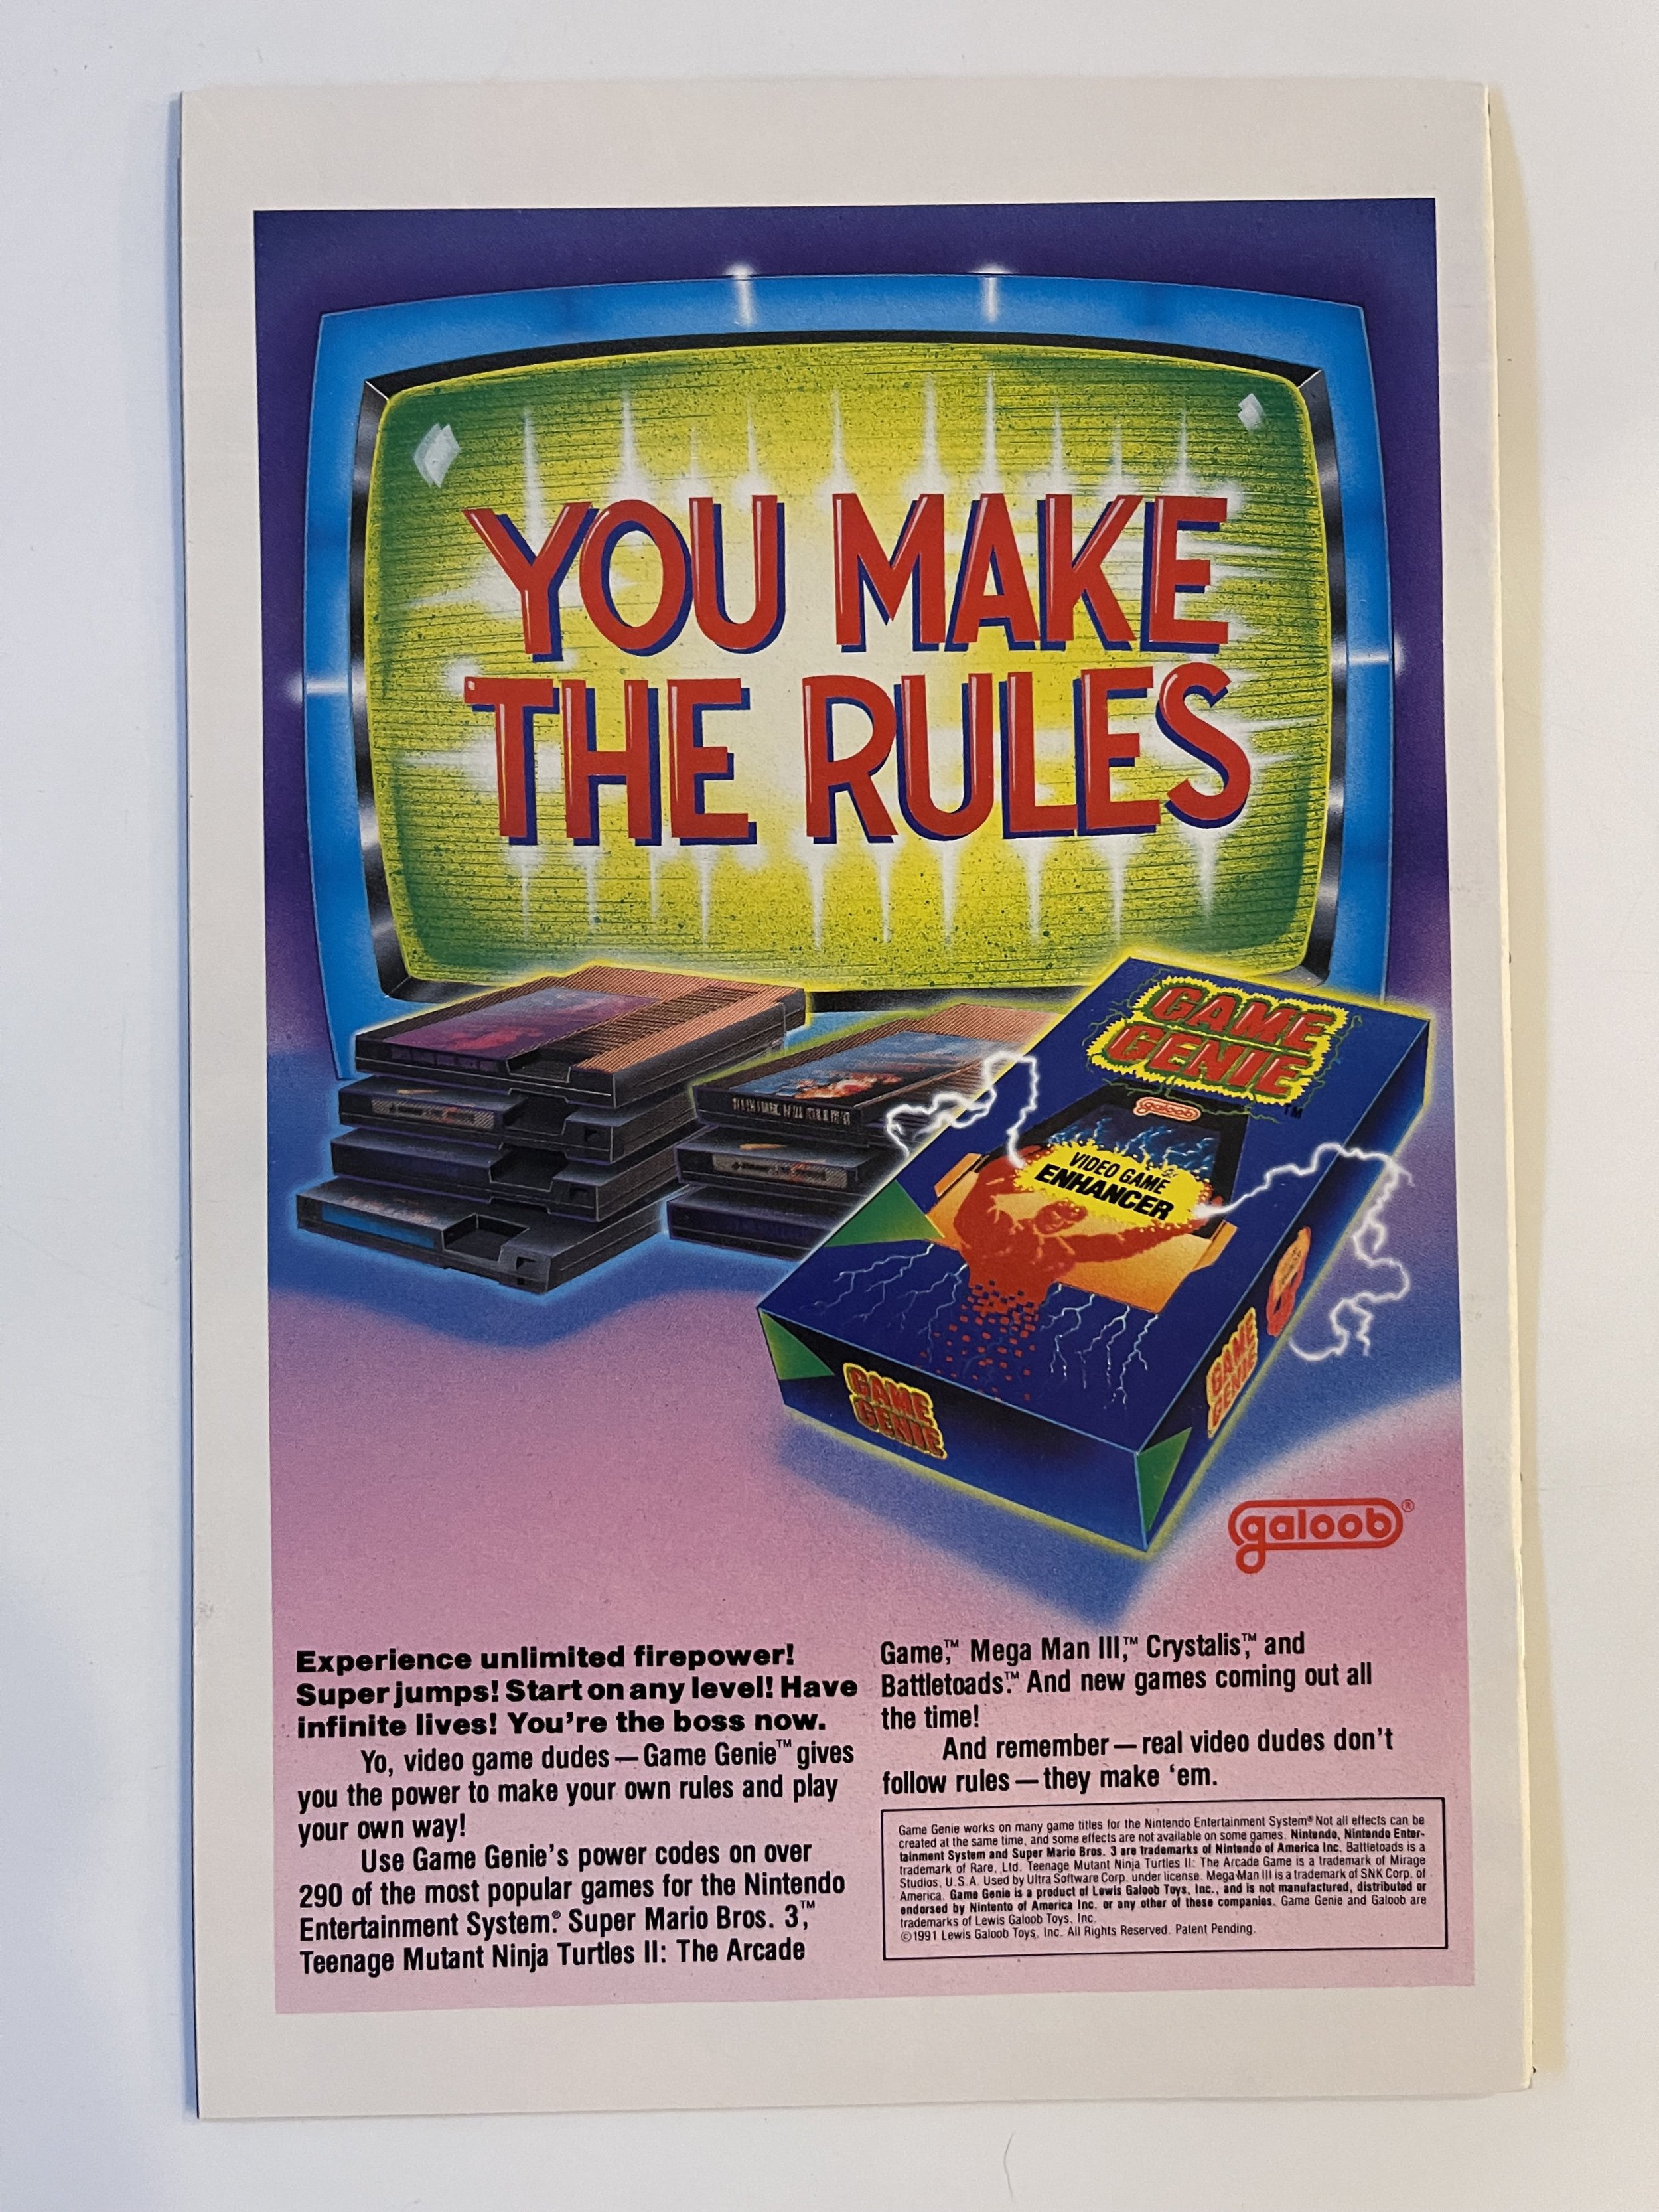 YOU MAKE
THE RULES
GAME
GENIE™
galoob
VIDEO GAME
ENHANCER
GAME
GENIE
GAME
GENIE
galoob®
Experience unlimited firepower!
Super jumps! Start on any level! Have
infinite lives! You're the boss now.
Yo, video game dudes — Game Genie™ gives
you the power to make your own rules and play
your own way!
Use Game Genie's power codes on over
290 of the most popular games for the Nintendo
Entertainment System.® Super Mario Bros. 3,™
Teenage Mutant Ninja Turtles II: The Arcade
Game,™ Mega Man III,™ Crystalis,™ and
Battletoads.™ And new games coming out all
the time!
And remember — real video dudes don't
follow rules — they make 'em.
Game Genie works on many game titles for the Nintendo Entertainment System.® Not all effects can be
created at the same time, and some effects are not available on some games. Nintendo, Nintendo Enter-
tainment System and Super Mario Bros. 3 are trademarks of Nintendo of America Inc. Battletoads is a
trademark of Rare, Ltd. Teenage Mutant Ninja Turtles II: The Arcade Game is a trademark of Mirage
Studios, U.S.A. Used by Ultra Software Corp. under license. Mega Man III is a trademark of SNK Corp. of
America. Game Genie is a product of Lewis Galoob Toys, Inc., and is not manufactured, distributed or
endorsed by Nintento of America Inc. or any other of these companies. Game Genie and Galoob are
trademarks of Lewis Galoob Toys, Inc.
©1991 Lewis Galoob Toys, Inc. All Rights Reserved. Patent Pending.